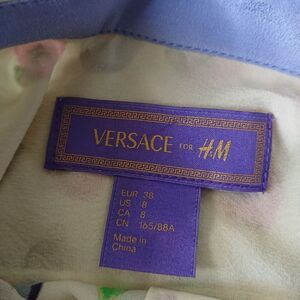 VERSACE FOR H&M
EUR 38
US 8
CA 8
CN 165/88A
Made in
China